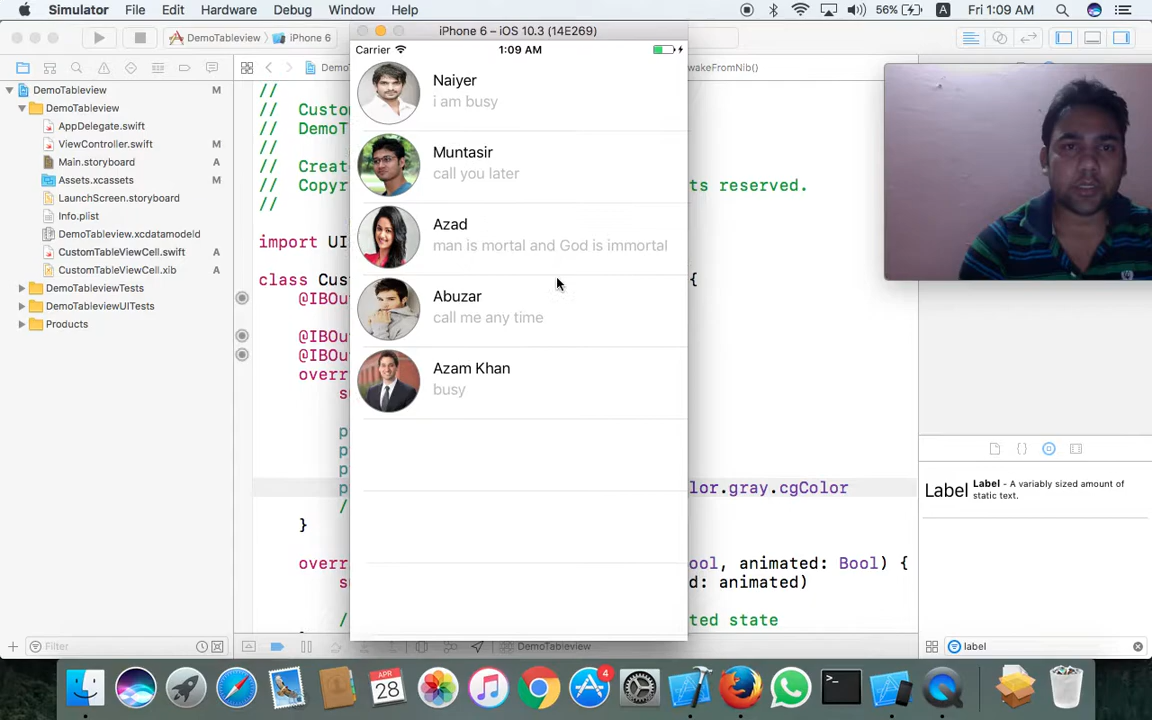 Simulator File Edit Hardware Debug Window Help
56% A Fri 1:09 AM
DemoTableview iPhone 6
iPhone 6 – iOS 10.3 (14E269)
Carrier 1:09 AM
DemoTableview M
DemoTableview
AppDelegate.swift
ViewController.swift M
Main.storyboard A
Assets.xcassets M
LaunchScreen.storyboard
Info.plist
DemoTableview.xcdatamodeld
CustomTableViewCell.swift A
CustomTableViewCell.xib A
DemoTableviewTests
DemoTableviewUITests
Products
Filter
Naiyer
i am busy
Muntasir
call you later
Azad
man is mortal and God is immortal
Abuzar
call me any time
Azam Khan
busy
//
// Custo
// DemoT
//
// Creat
// Copyr ts reserved.
//
import UI
class Cus {
@IBOu
@IBOu
@IBOu
overr
s
p
p
p
p lor.gray.cgColor
/
}
overr ool, animated: Bool) {
s d: animated)
/ ted state
DemoTableview
Label Label - A variably sized amount of
static text.
label
APR
28
4
>_